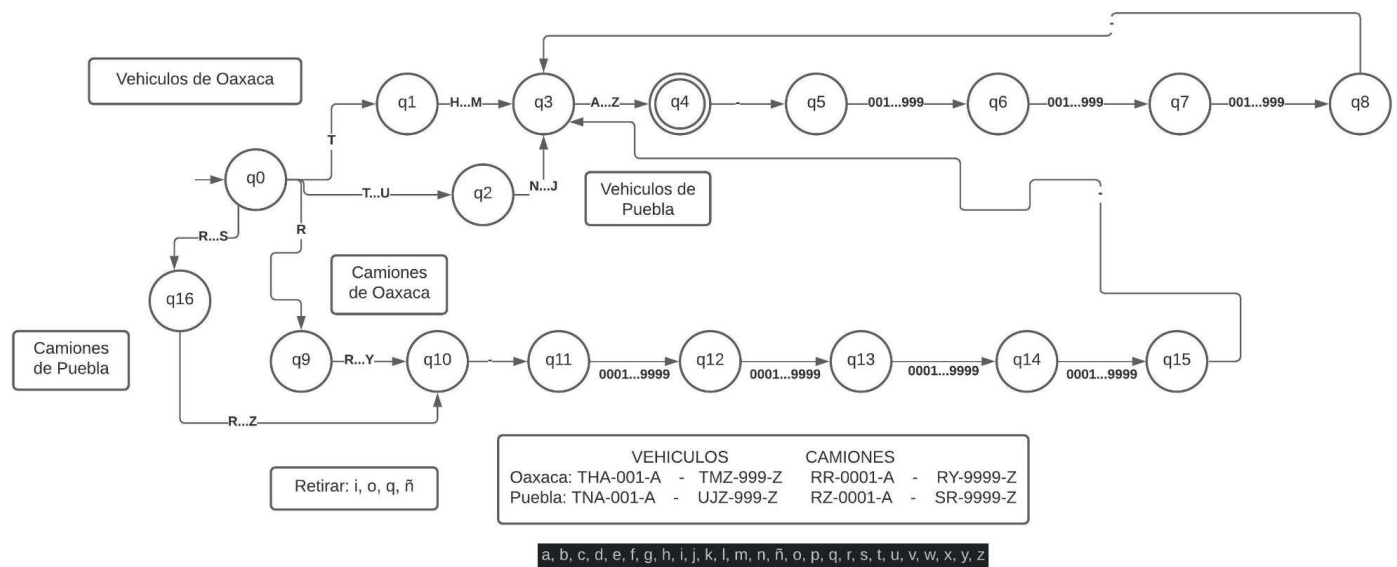 -
Vehiculos de Oaxaca
q1
H...M
q3
A...Z
q4
-
q5
001...999
q6
001...999
q7
001...999
q8
T
q0
T...U
q2
N...J
Vehiculos de
Puebla
-
R...S
R
q16
Camiones
de Oaxaca
Camiones
de Puebla
q9
R...Y
q10
-
q11
0001...9999
q12
0001...9999
q13
0001...9999
q14
0001...9999
q15
R...Z
Retirar: i, o, q, ñ
VEHICULOS CAMIONES
Oaxaca: THA-001-A - TMZ-999-Z RR-0001-A - RY-9999-Z
Puebla: TNA-001-A - UJZ-999-Z RZ-0001-A - SR-9999-Z
a, b, c, d, e, f, g, h, i, j, k, l, m, n, ñ, o, p, q, r, s, t, u, v, w, x, y, z